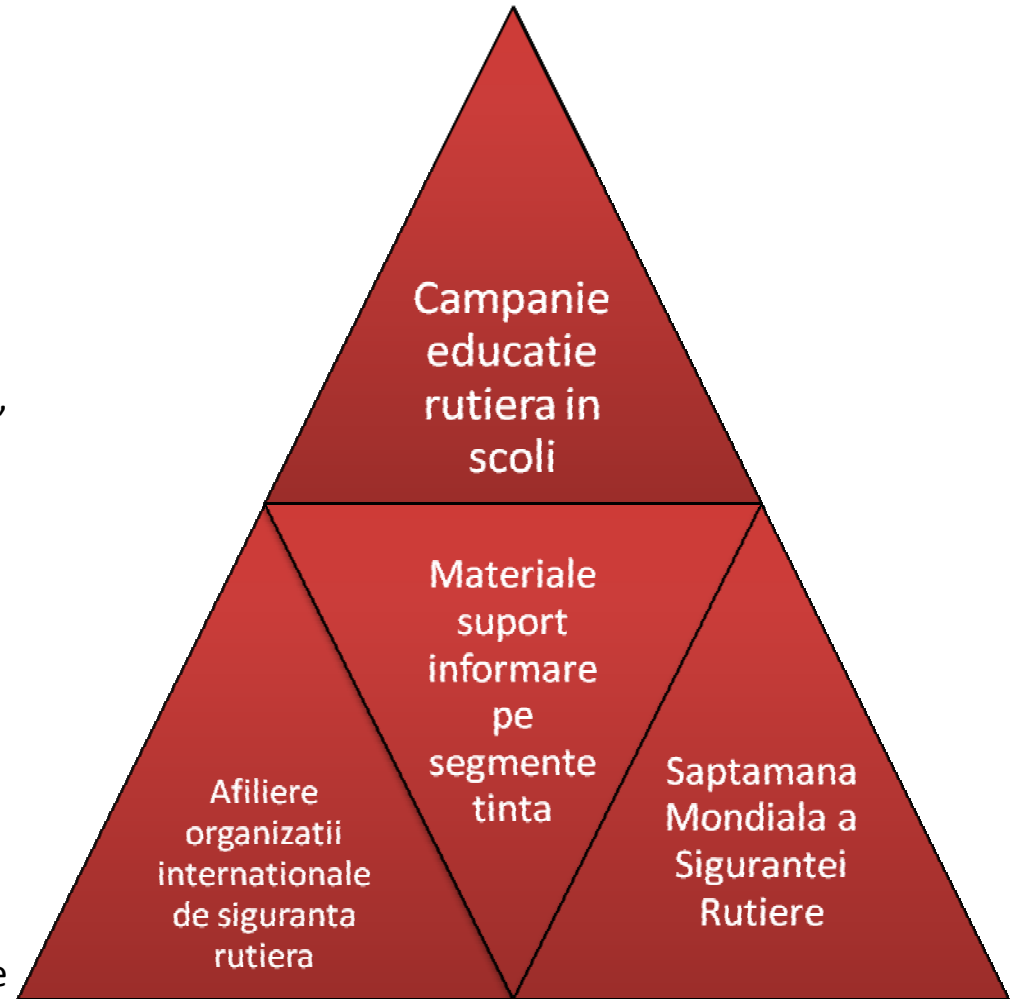 Campanie
educatie
rutiera in
scoli
,
Materiale
suport
informare
pe
segmente
tinta
Afiliere
organizatii
internationale
de siguranta
rutiera
Saptamana
Mondiala a
Sigurantei
Rutiere
e